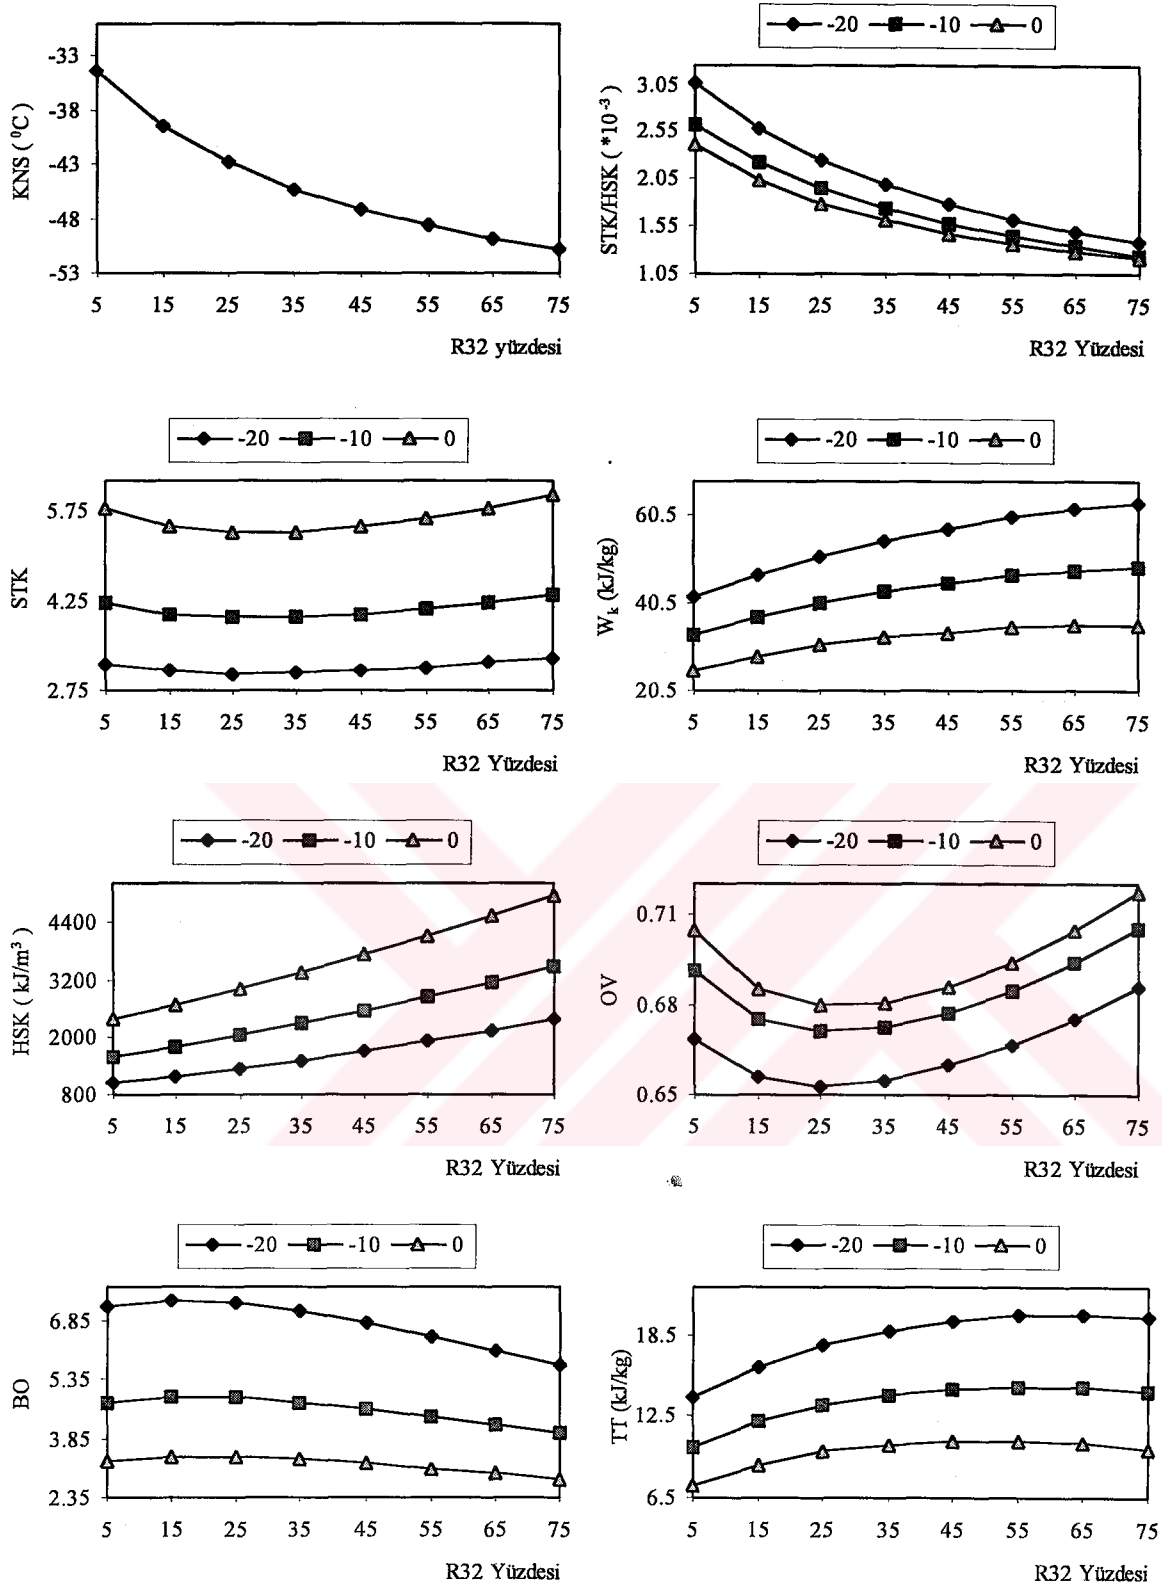 -33
-38
-43
-48
-53
KNS ( ⁰C )
5 15 25 35 45 55 65 75
R32 yüzdesi
-20 -10 0
3.05
2.55
2.05
1.55
1.05
STK/HSK ( *10⁻³ )
5 15 25 35 45 55 65 75
R32 Yüzdesi
-20 -10 0
5.75
4.25
2.75
STK
5 15 25 35 45 55 65 75
R32 Yüzdesi
-20 -10 0
60.5
40.5
20.5
Wₖ (kJ/kg)
5 15 25 35 45 55 65 75
R32 Yüzdesi
-20 -10 0
4400
3200
2000
800
HSK ( kJ/m³ )
5 15 25 35 45 55 65 75
R32 Yüzdesi
-20 -10 0
0.71
0.68
0.65
OV
5 15 25 35 45 55 65 75
R32 Yüzdesi
-20 -10 0
6.85
5.35
3.85
2.35
BO
5 15 25 35 45 55 65 75
R32 Yüzdesi
-20 -10 0
18.5
12.5
6.5
TT (kJ/kg)
5 15 25 35 45 55 65 75
R32 Yüzdesi